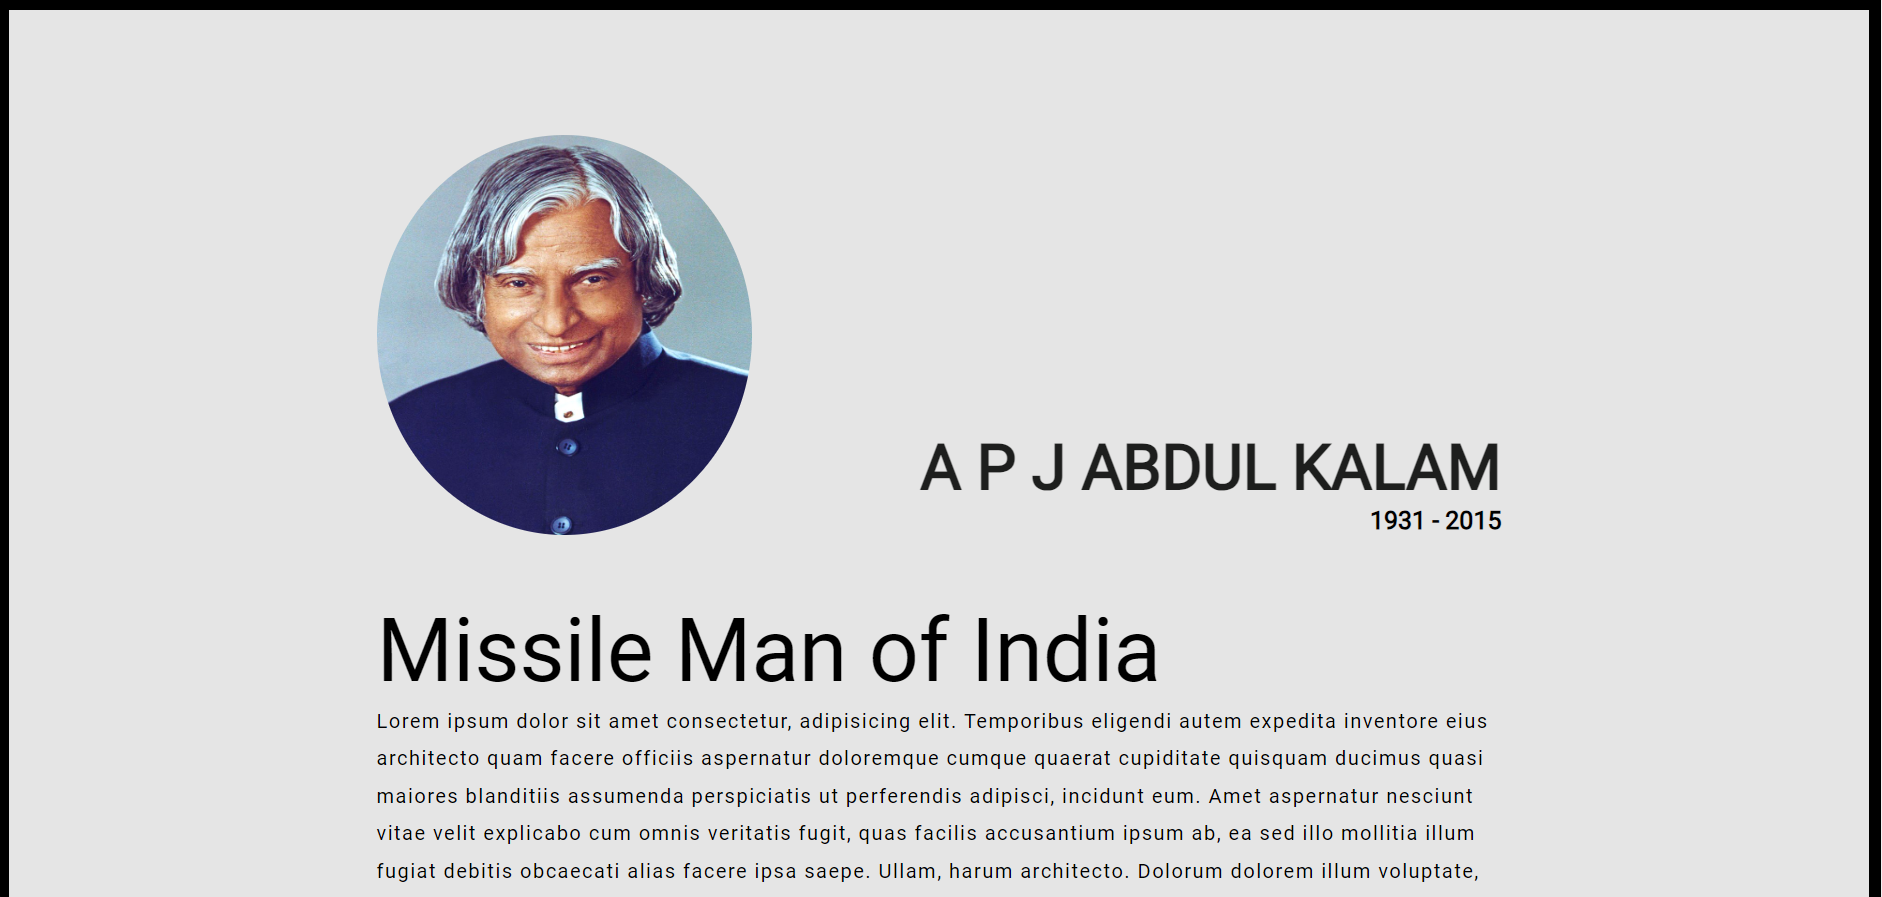 A P J ABDUL KALAM
1931 - 2015
Missile Man of India
Lorem ipsum dolor sit amet consectetur, adipisicing elit. Temporibus eligendi autem expedita inventore eius
architecto quam facere officiis aspernatur doloremque cumque quaerat cupiditate quisquam ducimus quasi
maiores blanditiis assumenda perspiciatis ut perferendis adipisci, incidunt eum. Amet aspernatur nesciunt
vitae velit explicabo cum omnis veritatis fugit, quas facilis accusantium ipsum ab, ea sed illo mollitia illum
fugiat debitis obcaecati alias facere ipsa saepe. Ullam, harum architecto. Dolorum dolorem illum voluptate,